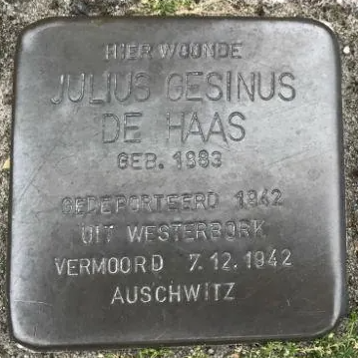 HIER WOONDE
JULIUS GESINUS
DE HAAS
GEB. 1883
GEDEPORTEERD 1942
UIT WESTERBORK
VERMOORD 7.12.1942
AUSCHWITZ